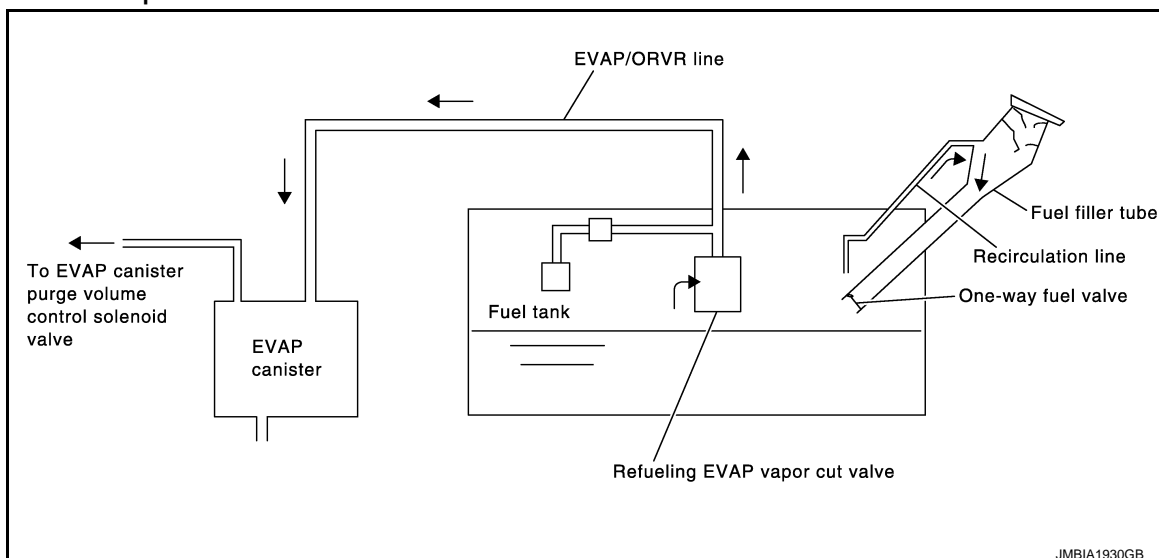 EVAP/ORVR line
Fuel filler tube
Recirculation line
One-way fuel valve
To EVAP canister
purge volume
control solenoid
valve
Fuel tank
EVAP
canister
Refueling EVAP vapor cut valve
JMBIA1930GB